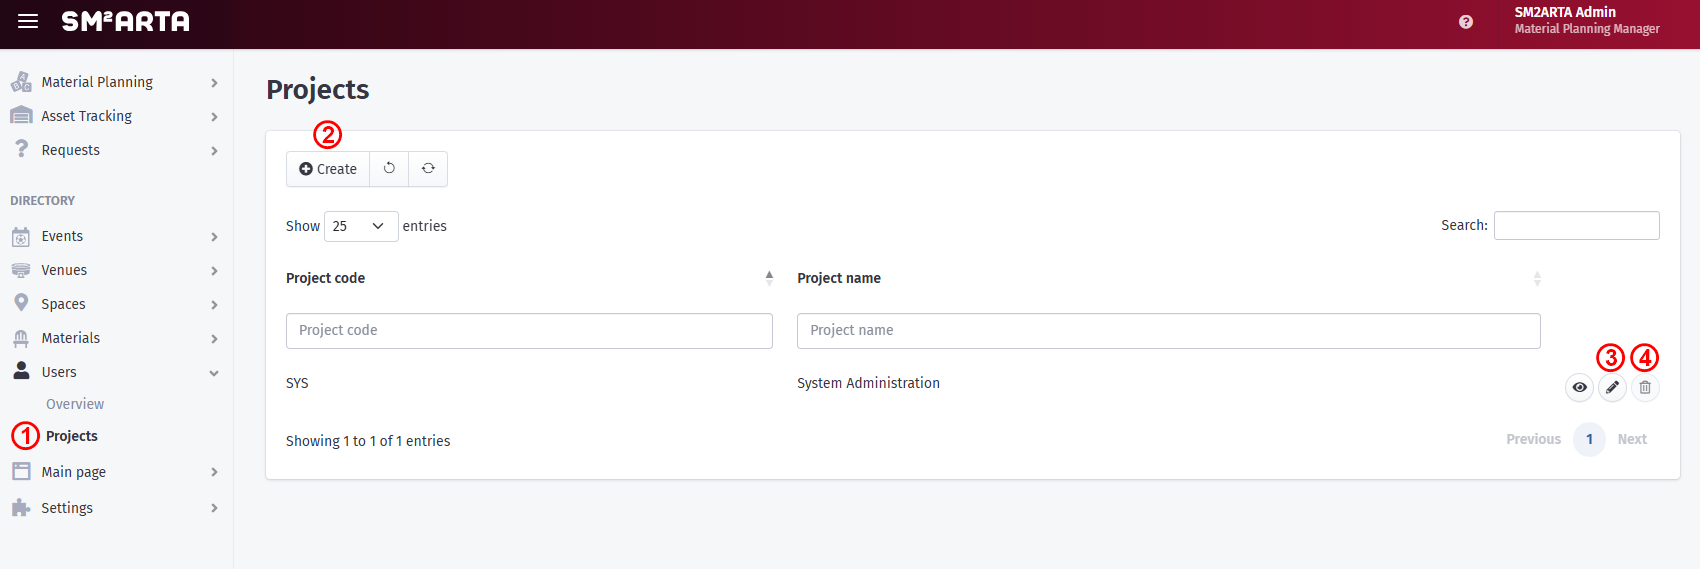 SM²ARTA
SM2ARTA Admin
Material Planning Manager
Material Planning
Asset Tracking
Requests
DIRECTORY
Events
Venues
Spaces
Materials
Users
Overview
1 Projects
Main page
Settings
Projects
2
Create
Show 25 entries
Search:
Project code Project name
Project code Project name
3 4
SYS System Administration
Showing 1 to 1 of 1 entries
Previous 1 Next